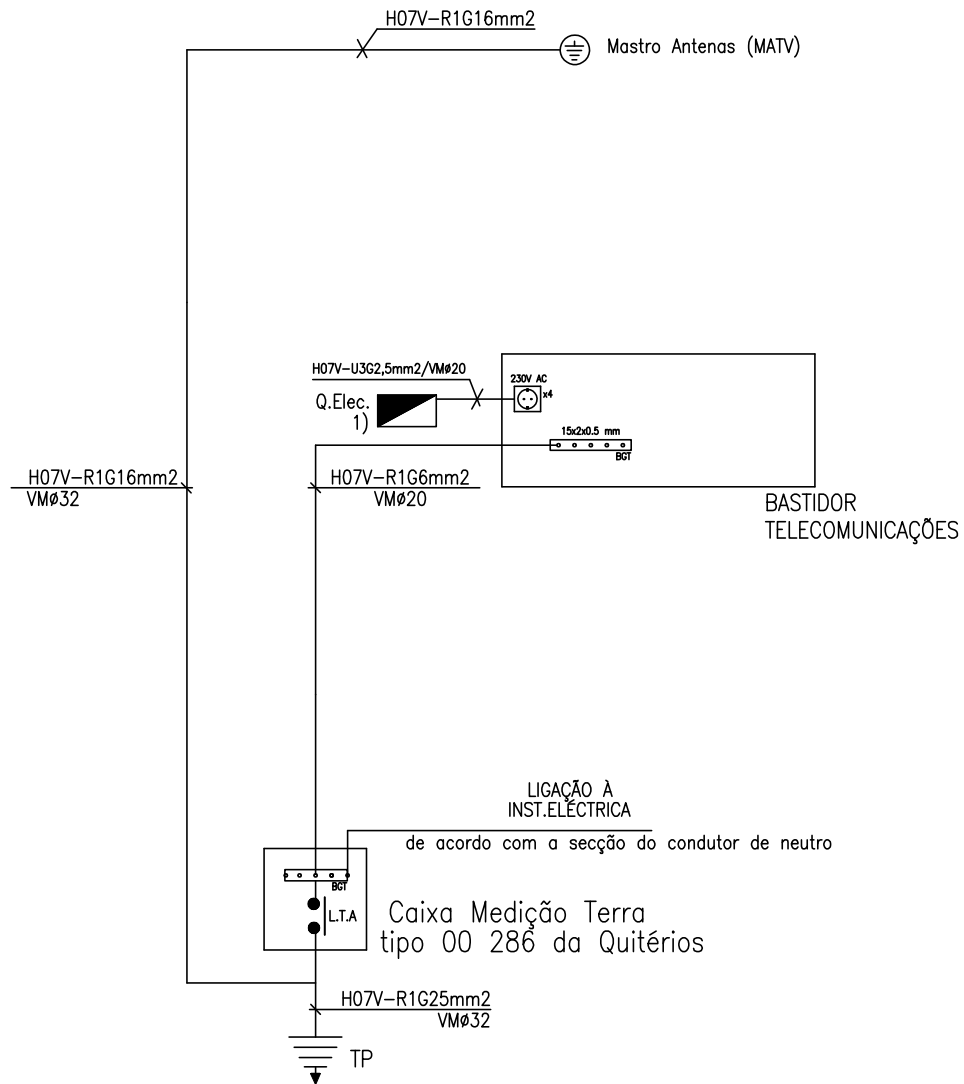 H07V-R1G16mm2
Mastro Antenas (MATV)
H07V-U3G2,5mm2/VMø20
230V AC
x4
Q.Elec.
1)
15x2x0.5 mm
BGT
H07V-R1G16mm2
VMø32
H07V-R1G6mm2
VMø20
BASTIDOR
TELECOMUNICAÇÕES
LIGAÇÃO À
INST.ELÉCTRICA
de acordo com a secção do condutor de neutro
BGT
L.T.A
Caixa Medição Terra
tipo 00 286 da Quitérios
H07V-R1G25mm2
VMø32
TP